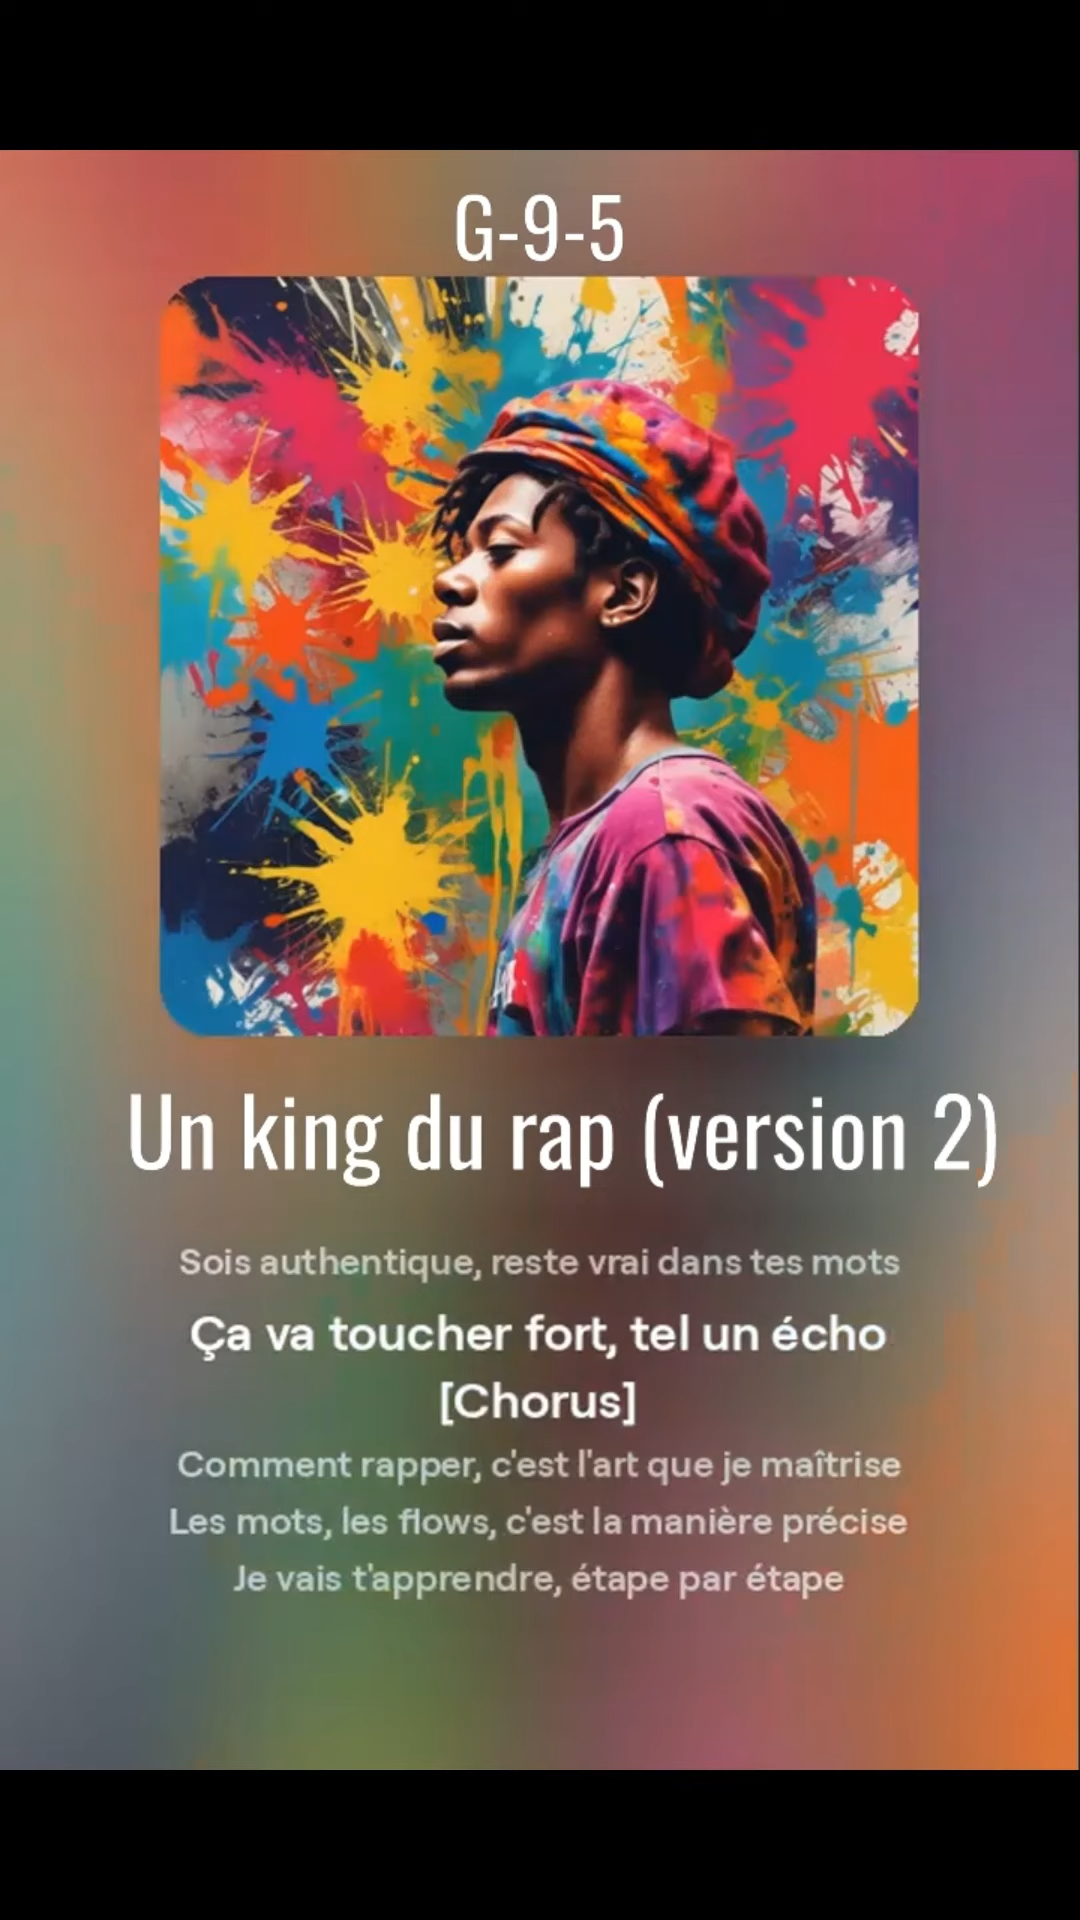 G-9-5
Un king du rap (version 2)
Sois authentique, reste vrai dans tes mots
Ça va toucher fort, tel un écho
[Chorus]
Comment rapper, c'est l'art que je maîtrise
Les mots, les flows, c'est la manière précise
Je vais t'apprendre, étape par étape